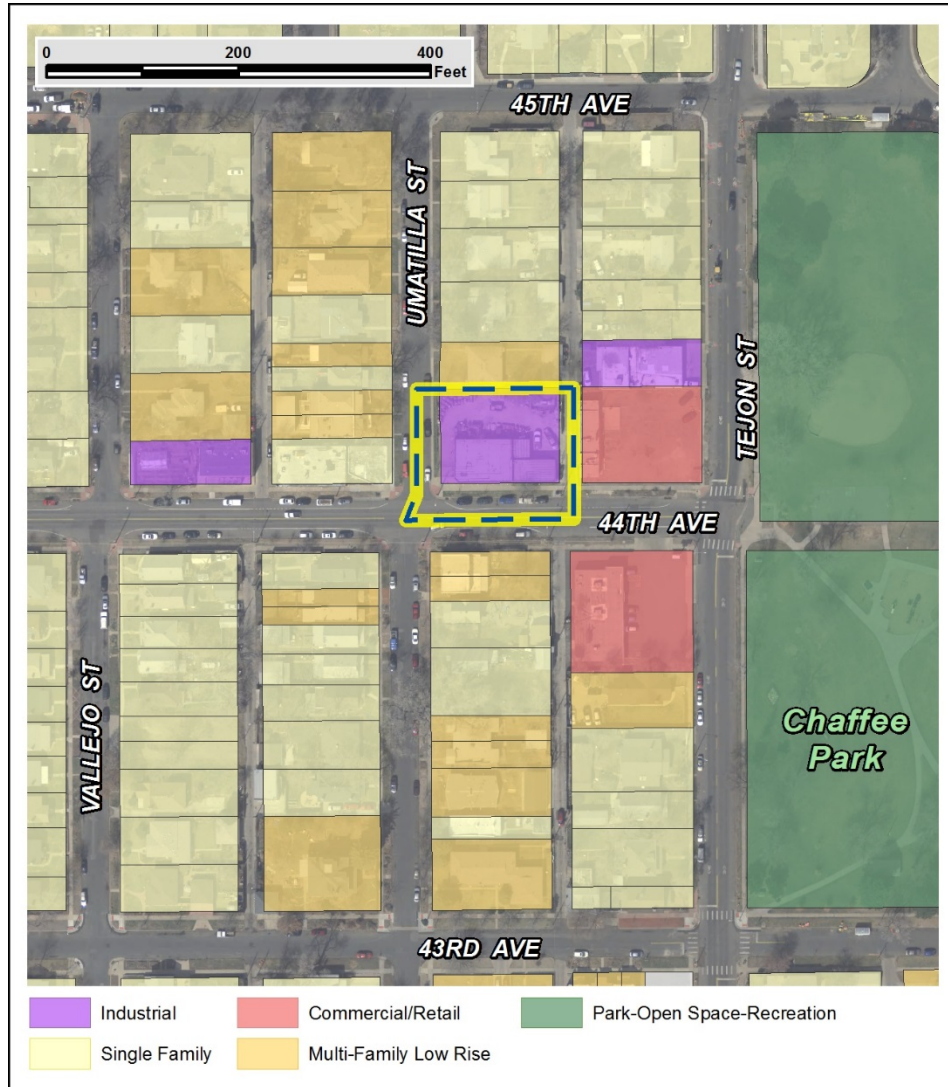 0 200 400
Feet
45TH AVE
UMATILLA ST
TEJON ST
44TH AVE
VALLEJO ST
Chaffee
Park
43RD AVE
Industrial Commercial/Retail Park-Open Space-Recreation
Single Family Multi-Family Low Rise